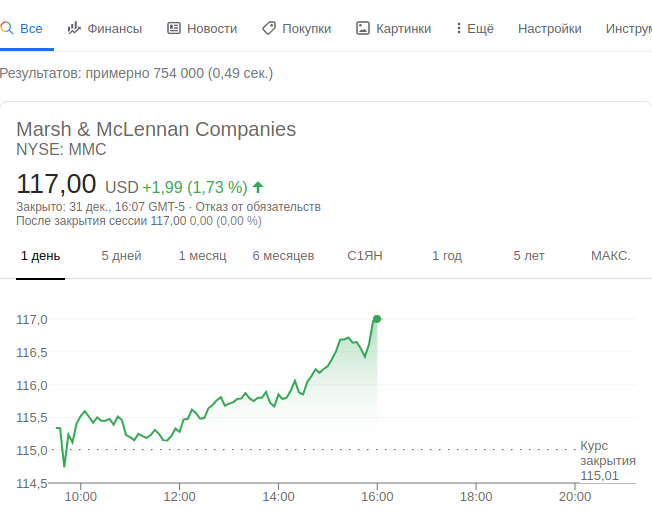 Все Финансы Новости Покупки Картинки Ещё Настройки Инструм
Результатов: примерно 754 000 (0,49 сек.)
Marsh & McLennan Companies
NYSE: MMC
117,00 USD +1,99 (1,73 %)
Закрыто: 31 дек., 16:07 GMT-5 · Отказ от обязательств
После закрытия сессии 117,00 0,00 (0,00 %)
1 день 5 дней 1 месяц 6 месяцев С1ЯН 1 год 5 лет МАКС.
117,0
116,5
116,0
115,5
115,0
114,5
Курс
закрытия
115,01
10:00 12:00 14:00 16:00 18:00 20:00